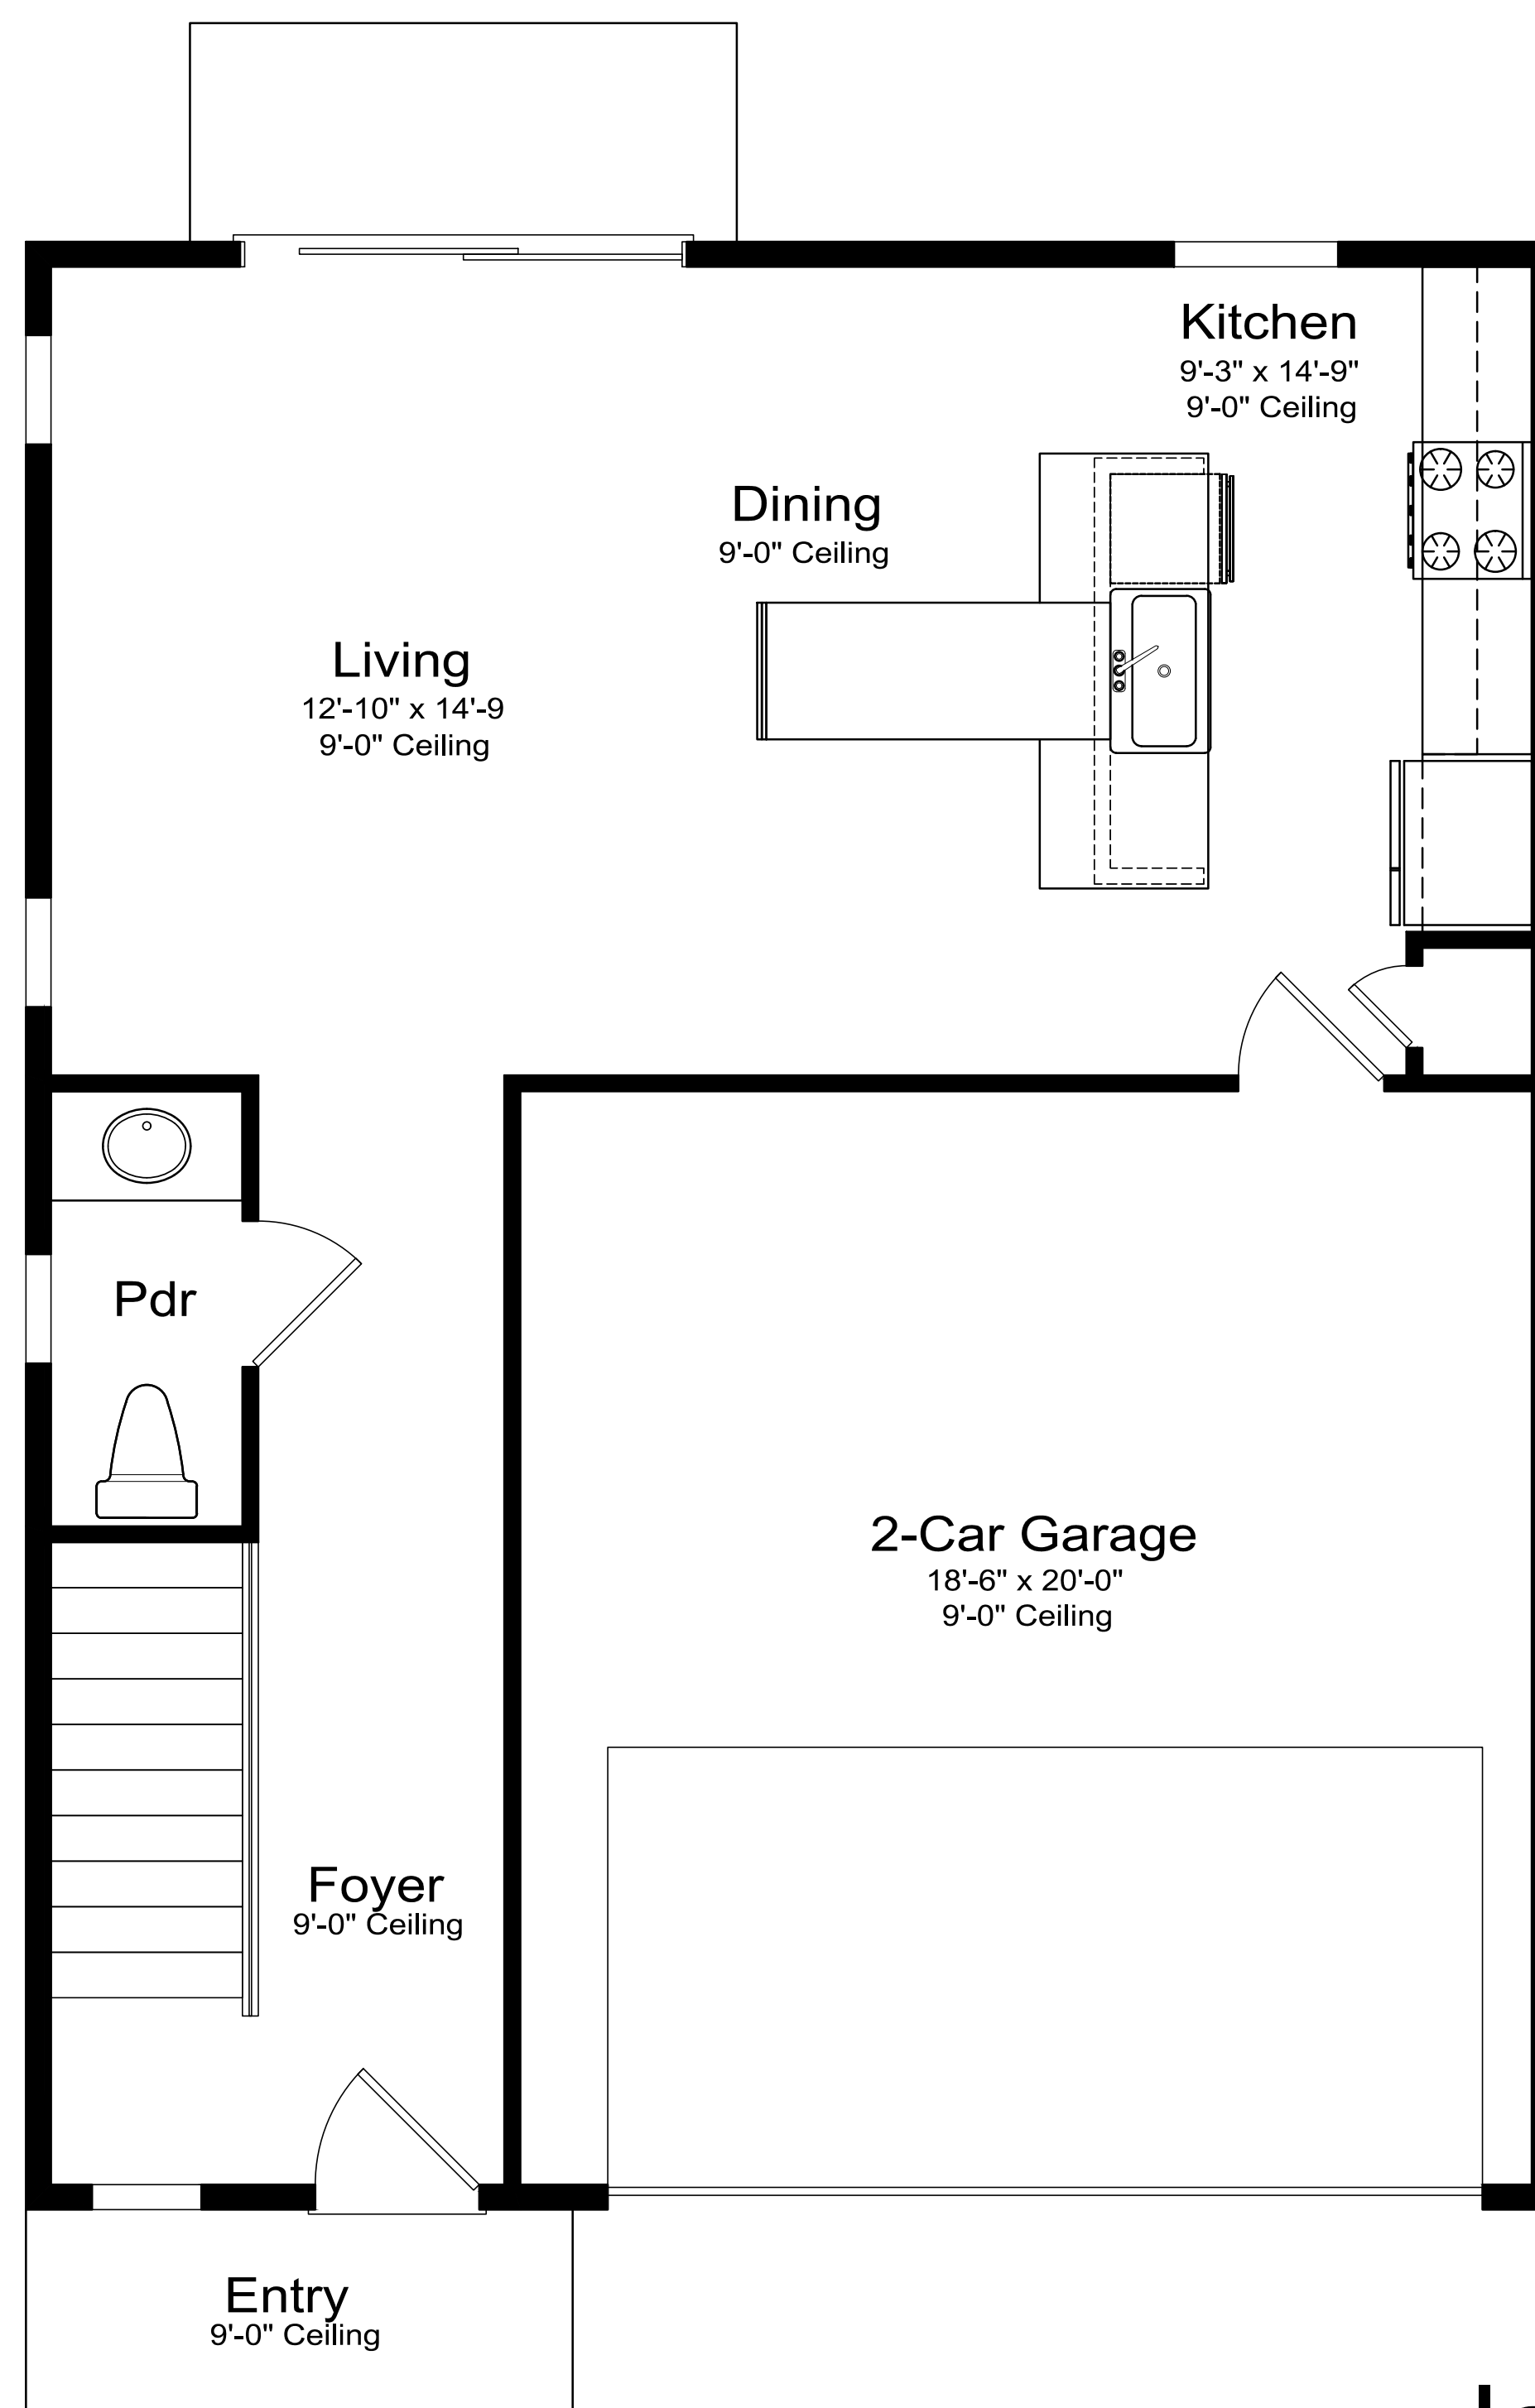 Kitchen
9'-3" x 14'-9"
9'-0" Ceiling
Dining
9'-0" Ceiling
Living
12'-10" x 14'-9
9'-0" Ceiling
Pdr
2-Car Garage
18'-6" x 20'-0"
9'-0" Ceiling
Foyer
9'-0" Ceiling
Entry
9'-0" Ceiling